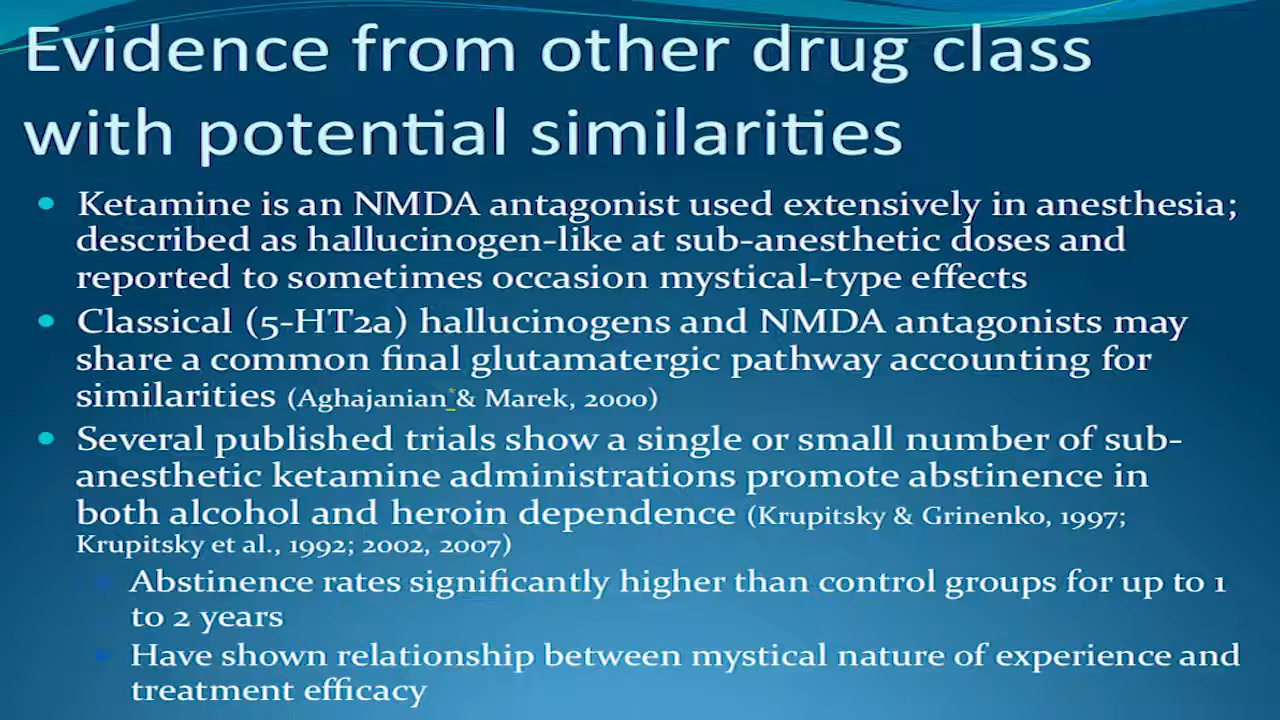 Evidence from other drug class
with potential similarities
• Ketamine is an NMDA antagonist used extensively in anesthesia;
described as hallucinogen-like at sub-anesthetic doses and
reported to sometimes occasion mystical-type effects
• Classical (5-HT2a) hallucinogens and NMDA antagonists may
share a common final glutamatergic pathway accounting for
similarities (Aghajanian * & Marek, 2000)
• Several published trials show a single or small number of sub-
anesthetic ketamine administrations promote abstinence in
both alcohol and heroin dependence (Krupitsky & Grinenko, 1997;
Krupitsky et al., 1992; 2002, 2007)
• Abstinence rates significantly higher than control groups for up to 1
to 2 years
• Have shown relationship between mystical nature of experience and
treatment efficacy